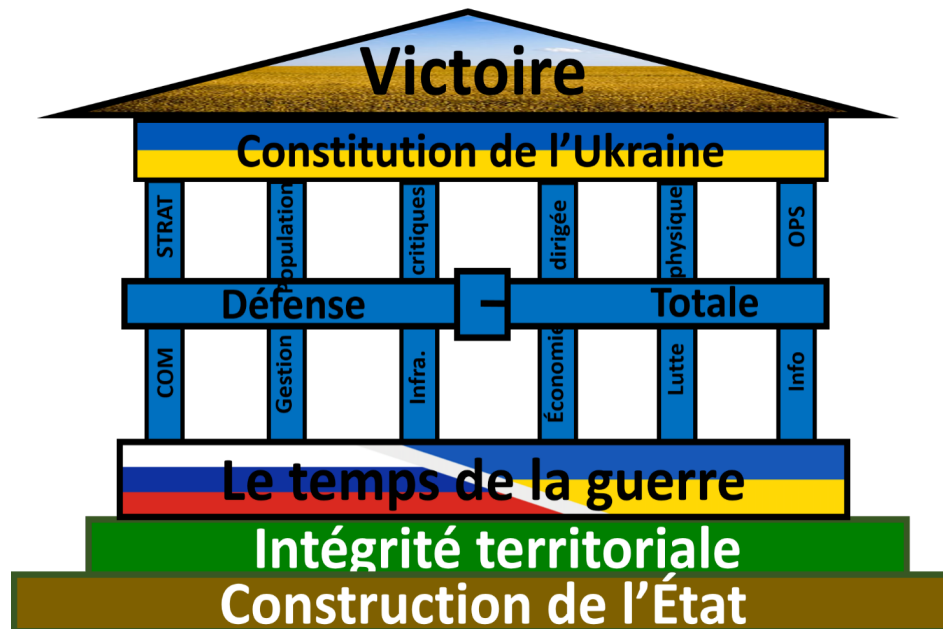 Victoire
Constitution de l'Ukraine
COM STRAT
Gestion Population
Infra. critiques
Économie dirigée
Lutte physique
Info OPS
Défense Totale
Le temps de la guerre
Intégrité territoriale
Construction de l'État